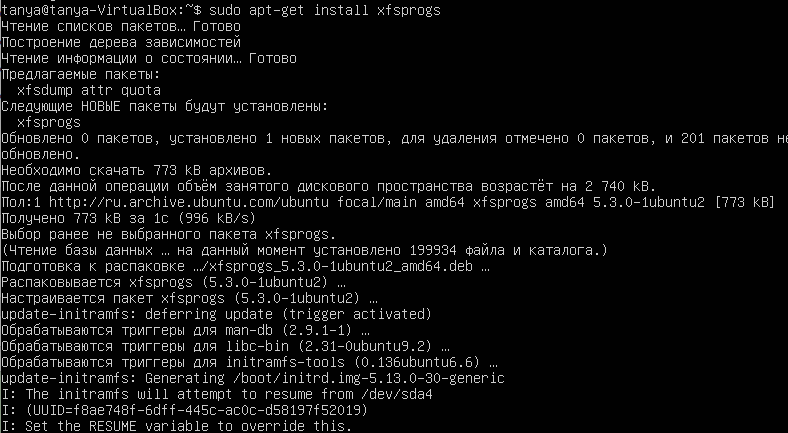 tanya@tanya-VirtualBox:~$ sudo apt-get install xfsprogs
Чтение списков пакетов… Готово
Построение дерева зависимостей
Чтение информации о состоянии… Готово
Предлагаемые пакеты:
  xfsdump attr quota
Следующие НОВЫЕ пакеты будут установлены:
  xfsprogs
Обновлено 0 пакетов, установлено 1 новых пакетов, для удаления отмечено 0 пакетов, и 201 пакетов не
обновлено.
Необходимо скачать 773 kB архивов.
После данной операции объём занятого дискового пространства возрастёт на 2 740 kB.
Пол:1 http://ru.archive.ubuntu.com/ubuntu focal/main amd64 xfsprogs amd64 5.3.0-1ubuntu2 [773 kB]
Получено 773 kB за 1с (996 kB/s)
Выбор ранее не выбранного пакета xfsprogs.
(Чтение базы данных … на данный момент установлено 199934 файла и каталога.)
Подготовка к распаковке …/xfsprogs_5.3.0-1ubuntu2_amd64.deb …
Распаковывается xfsprogs (5.3.0-1ubuntu2) …
Настраивается пакет xfsprogs (5.3.0-1ubuntu2) …
update-initramfs: deferring update (trigger activated)
Обрабатываются триггеры для man-db (2.9.1-1) …
Обрабатываются триггеры для libc-bin (2.31-0ubuntu9.2) …
Обрабатываются триггеры для initramfs-tools (0.136ubuntu6.6) …
update-initramfs: Generating /boot/initrd.img-5.13.0-30-generic
I: The initramfs will attempt to resume from /dev/sda4
I: (UUID=f8ae748f-6dff-445c-ac0c-d58197f52019)
I: Set the RESUME variable to override this.